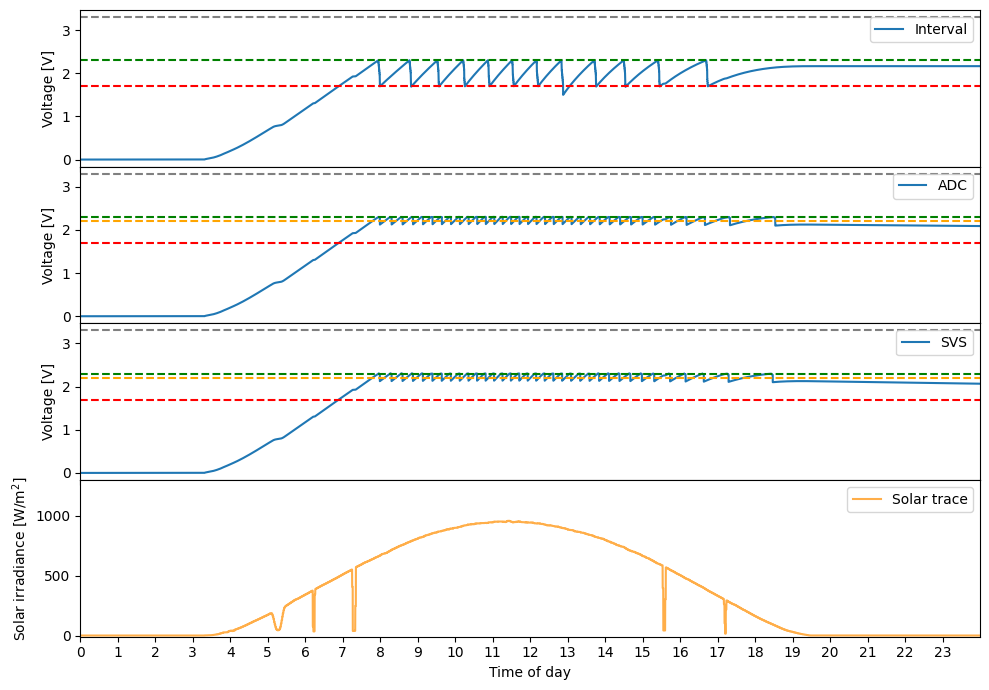 Voltage [V]
3
2
1
0
Interval
Voltage [V]
3
2
1
0
ADC
Voltage [V]
3
2
1
0
SVS
Solar irradiance [W/m²]
1000
500
0
Solar trace
0 1 2 3 4 5 6 7 8 9 10 11 12 13 14 15 16 17 18 19 20 21 22 23
Time of day